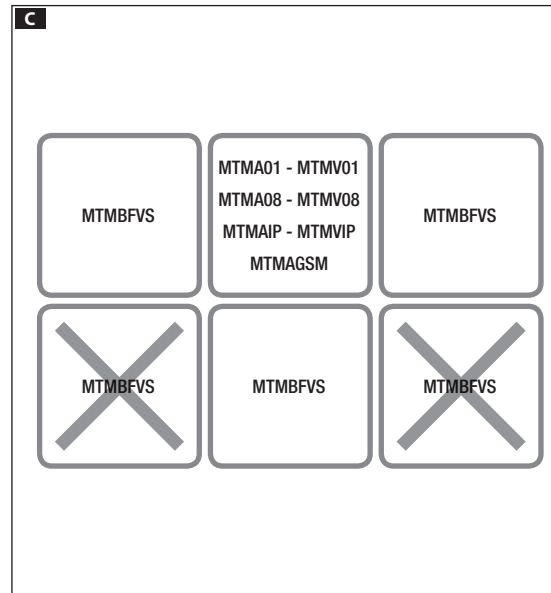 C
MTMBFVS
MTMA01 - MTMV01
MTMA08 - MTMV08
MTMAIP - MTMVIP
MTMAGSM
MTMBFVS
MTMBFVS
MTMBFVS
MTMBFVS